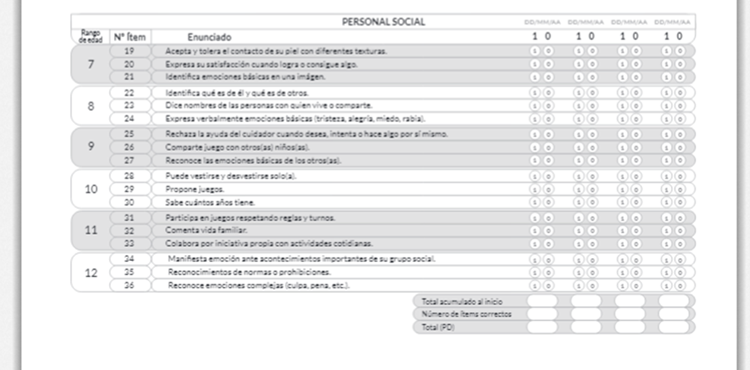 PERSONAL SOCIAL
DD/MM/AA DD/MM/AA DD/MM/AA DD/MM/AA
Rango de edad Nº Ítem Enunciado 1 0 1 0 1 0 1 0
7
19 Acepta y tolera el contacto de su piel con diferentes texturas. 1 0 1 0 1 0 1 0
20 Expresa su satisfacción cuando logra o consigue algo. 1 0 1 0 1 0 1 0
21 Identifica emociones básicas en una imágen. 1 0 1 0 1 0 1 0
8
22 Identifica qué es de él y qué es de otros. 1 0 1 0 1 0 1 0
23 Dice nombres de las personas con quien vive o comparte. 1 0 1 0 1 0 1 0
24 Expresa verbalmente emociones básicas (tristeza, alegría, miedo, rabia). 1 0 1 0 1 0 1 0
9
25 Rechaza la ayuda del cuidador cuando desea, intenta o hace algo por sí mismo. 1 0 1 0 1 0 1 0
26 Comparte juego con otros(as) niños(as). 1 0 1 0 1 0 1 0
27 Reconoce las emociones básicas de los otros(as). 1 0 1 0 1 0 1 0
10
28 Puede vestirse y desvestirse solo(a). 1 0 1 0 1 0 1 0
29 Propone juegos. 1 0 1 0 1 0 1 0
30 Sabe cuántos años tiene. 1 0 1 0 1 0 1 0
11
31 Participa en juegos respetando reglas y turnos. 1 0 1 0 1 0 1 0
32 Comenta vida familiar. 1 0 1 0 1 0 1 0
33 Colabora por iniciativa propia con actividades cotidianas. 1 0 1 0 1 0 1 0
12
34 Manifiesta emoción ante acontecimientos importantes de su grupo social. 1 0 1 0 1 0 1 0
35 Reconocimientos de normas o prohibiciones. 1 0 1 0 1 0 1 0
36 Reconoce emociones complejas (culpa, pena, etc.). 1 0 1 0 1 0 1 0
Total acumulado al inicio
Número de ítems correctos
Total (PD)